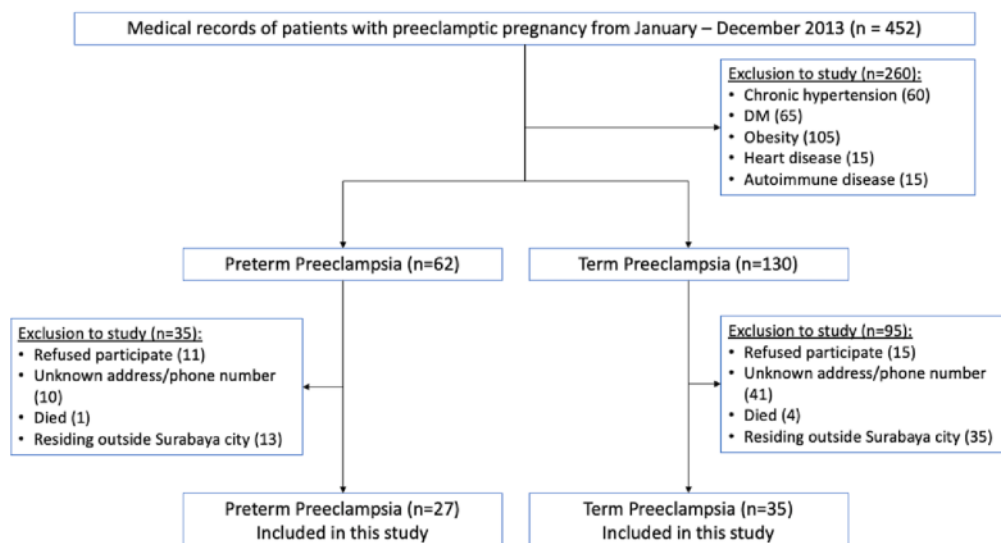 Medical records of patients with preeclamptic pregnancy from January – December 2013 (n = 452)
Exclusion to study (n=260):
• Chronic hypertension (60)
• DM (65)
• Obesity (105)
• Heart disease (15)
• Autoimmune disease (15)
Preterm Preeclampsia (n=62)
Term Preeclampsia (n=130)
Exclusion to study (n=35):
• Refused participate (11)
• Unknown address/phone number
(10)
• Died (1)
• Residing outside Surabaya city (13)
Exclusion to study (n=95):
• Refused participate (15)
• Unknown address/phone number
(41)
• Died (4)
• Residing outside Surabaya city (35)
Preterm Preeclampsia (n=27)
Included in this study
Term Preeclampsia (n=35)
Included in this study